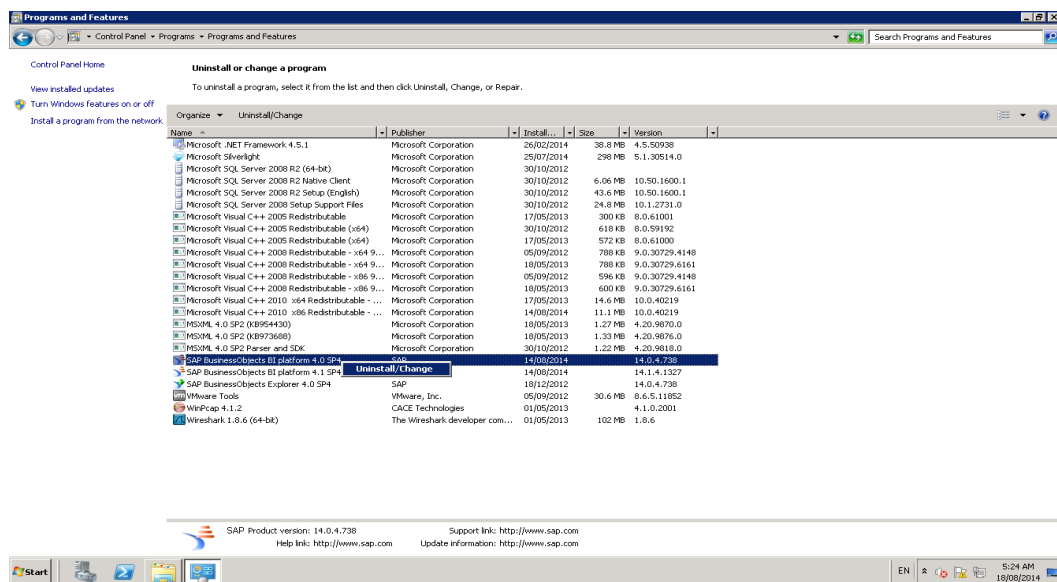 Programs and Features
Control Panel Programs Programs and Features
Search Programs and Features
Control Panel Home
View installed updates
Turn Windows features on or off
Install a program from the network
Uninstall or change a program
To uninstall a program, select it from the list and then click Uninstall, Change, or Repair.
Organize Uninstall/Change
Name Publisher Install... Size Version
Microsoft .NET Framework 4.5.1 Microsoft Corporation 26/02/2014 38.8 MB 4.5.50938
Microsoft Silverlight Microsoft Corporation 25/07/2014 298 MB 5.1.30514.0
Microsoft SQL Server 2008 R2 (64-bit) Microsoft Corporation 30/10/2012
Microsoft SQL Server 2008 R2 Native Client Microsoft Corporation 30/10/2012 6.06 MB 10.50.1600.1
Microsoft SQL Server 2008 R2 Setup (English) Microsoft Corporation 30/10/2012 43.6 MB 10.50.1600.1
Microsoft SQL Server 2008 Setup Support Files Microsoft Corporation 30/10/2012 24.8 MB 10.1.2731.0
Microsoft Visual C++ 2005 Redistributable Microsoft Corporation 17/05/2013 300 KB 8.0.61001
Microsoft Visual C++ 2005 Redistributable (x64) Microsoft Corporation 30/10/2012 618 KB 8.0.59192
Microsoft Visual C++ 2005 Redistributable (x64) Microsoft Corporation 17/05/2013 572 KB 8.0.61000
Microsoft Visual C++ 2008 Redistributable - x64 9... Microsoft Corporation 05/09/2012 788 KB 9.0.30729.4148
Microsoft Visual C++ 2008 Redistributable - x64 9... Microsoft Corporation 18/05/2013 788 KB 9.0.30729.6161
Microsoft Visual C++ 2008 Redistributable - x86 9... Microsoft Corporation 05/09/2012 596 KB 9.0.30729.4148
Microsoft Visual C++ 2008 Redistributable - x86 9... Microsoft Corporation 18/05/2013 600 KB 9.0.30729.6161
Microsoft Visual C++ 2010 x64 Redistributable - ... Microsoft Corporation 17/05/2013 14.6 MB 10.0.40219
Microsoft Visual C++ 2010 x86 Redistributable - ... Microsoft Corporation 14/08/2014 11.1 MB 10.0.40219
MSXML 4.0 SP2 (KB954430) Microsoft Corporation 18/05/2013 1.27 MB 4.20.9870.0
MSXML 4.0 SP2 (KB973688) Microsoft Corporation 18/05/2013 1.33 MB 4.20.9876.0
MSXML 4.0 SP2 Parser and SDK Microsoft Corporation 30/10/2012 1.22 MB 4.20.9818.0
SAP BusinessObjects BI platform 4.0 SP4 SAP 14/08/2014 14.0.4.738
Uninstall/Change
SAP BusinessObjects BI platform 4.1 SP4 14/08/2014 14.1.4.1327
SAP BusinessObjects Explorer 4.0 SP4 SAP 18/12/2012 14.0.4.738
VMware Tools VMware, Inc. 05/09/2012 30.6 MB 8.6.5.11852
WinPcap 4.1.2 CACE Technologies 01/05/2013 4.1.0.2001
Wireshark 1.8.6 (64-bit) The Wireshark developer com... 01/05/2013 102 MB 1.8.6
SAP Product version: 14.0.4.738 Support link: http://www.sap.com
Help link: http://www.sap.com Update information: http://www.sap.com
Start EN 5:24 AM
18/08/2014